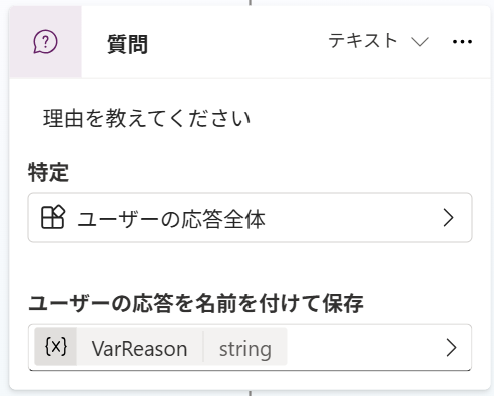 質問 テキスト
理由を教えてください
特定
ユーザーの応答全体
ユーザーの応答を名前を付けて保存
{x} VarReason string